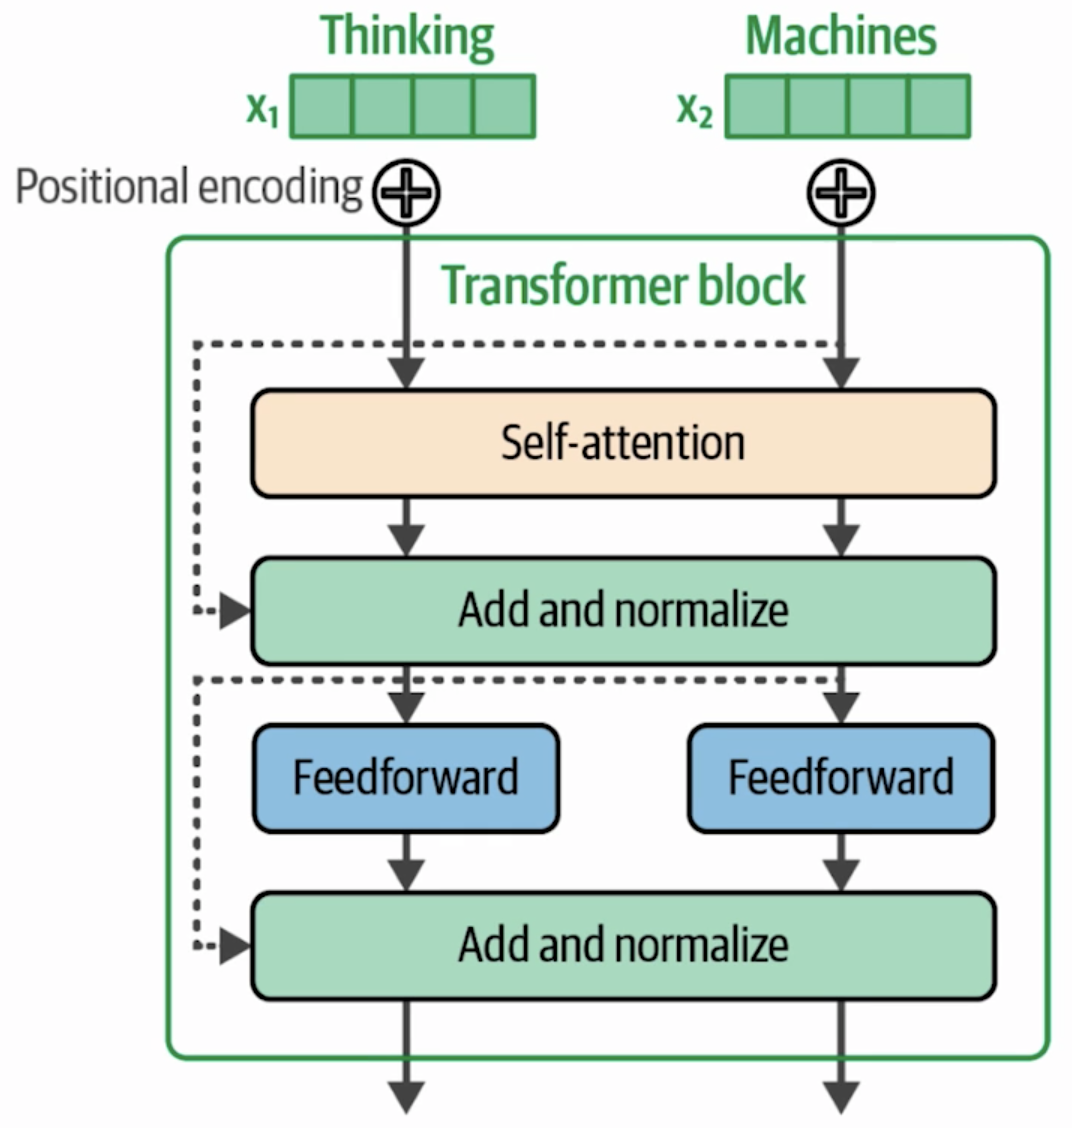 Thinking
Machines
x₁
x₂
Positional encoding
Transformer block
Self-attention
Add and normalize
Feedforward
Feedforward
Add and normalize